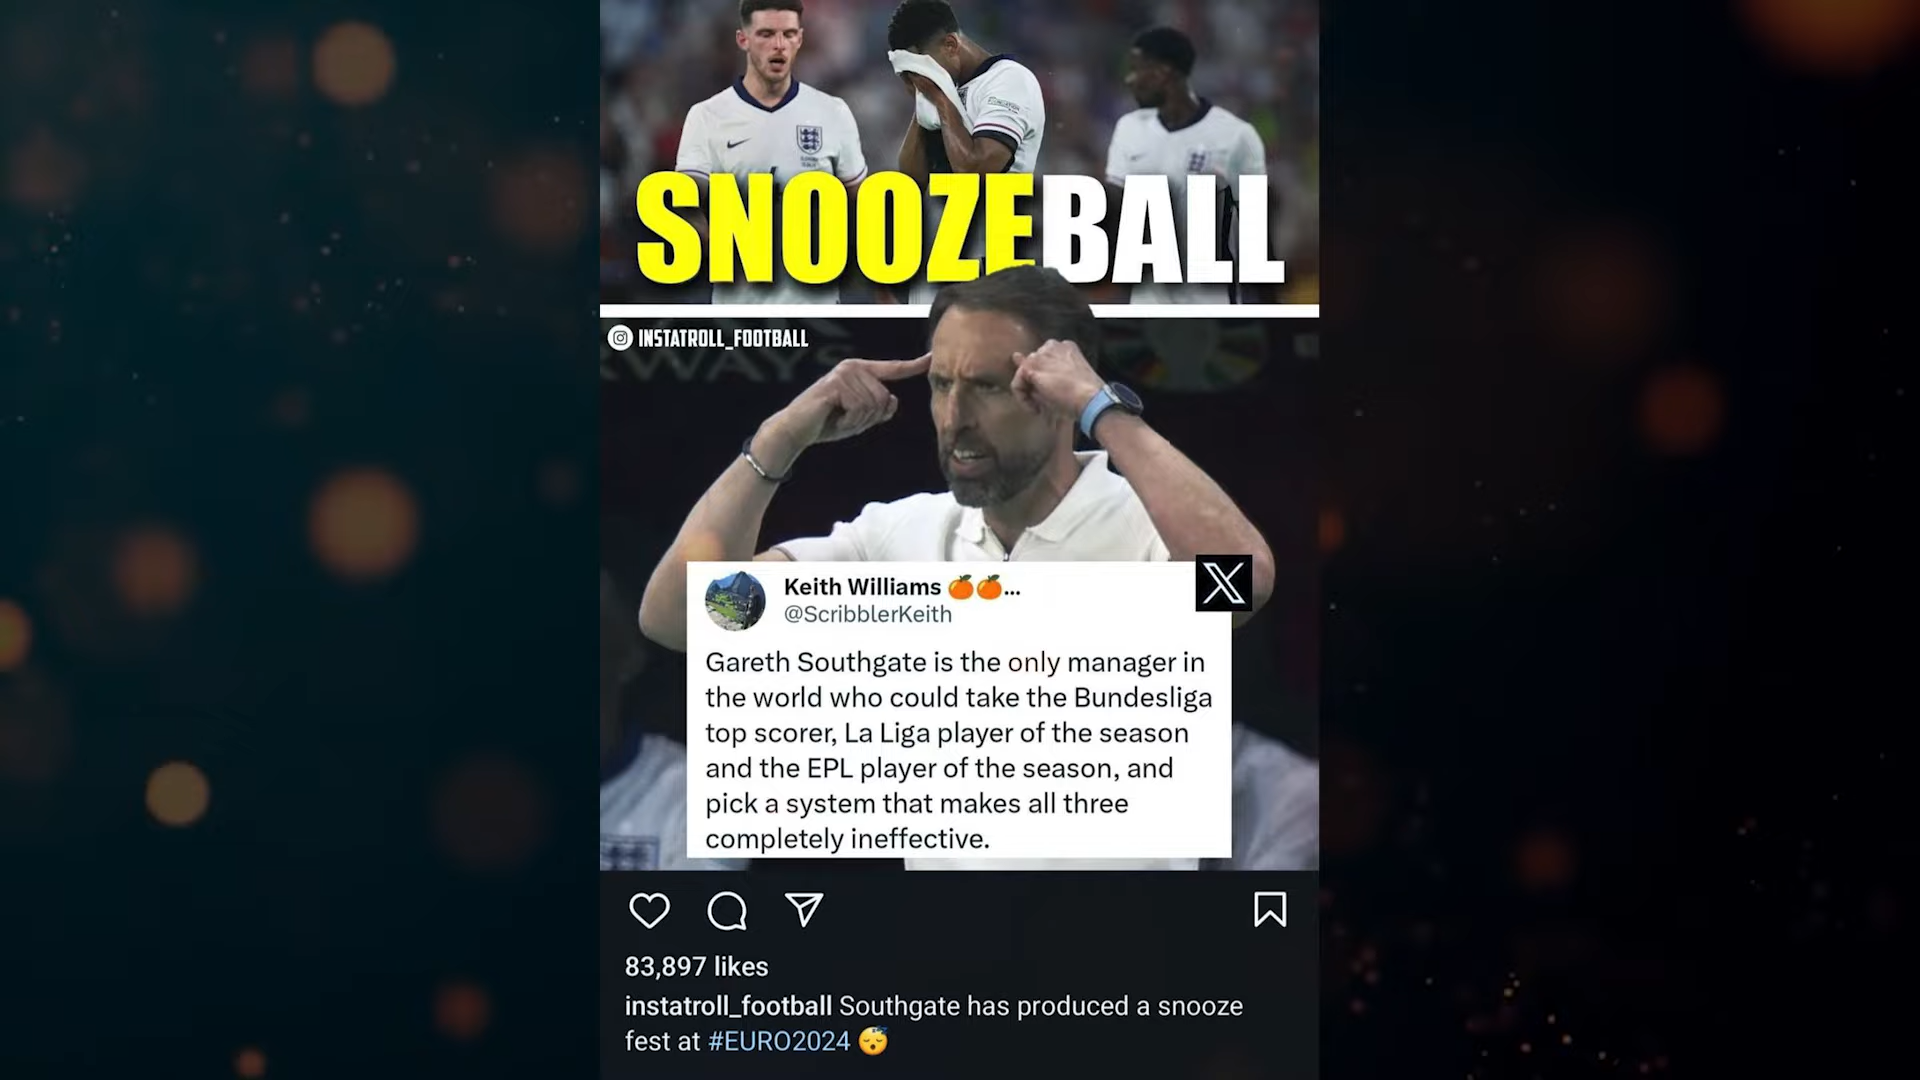 SNOOZEBALL
INSTATROLL_FOOTBALL
RWAYS
Keith Williams 🍊🍊...
@ScribblerKeith
Gareth Southgate is the only manager in
the world who could take the Bundesliga
top scorer, La Liga player of the season
and the EPL player of the season, and
pick a system that makes all three
completely ineffective.
83,897 likes
instatroll_football Southgate has produced a snooze
fest at #EURO2024 😴